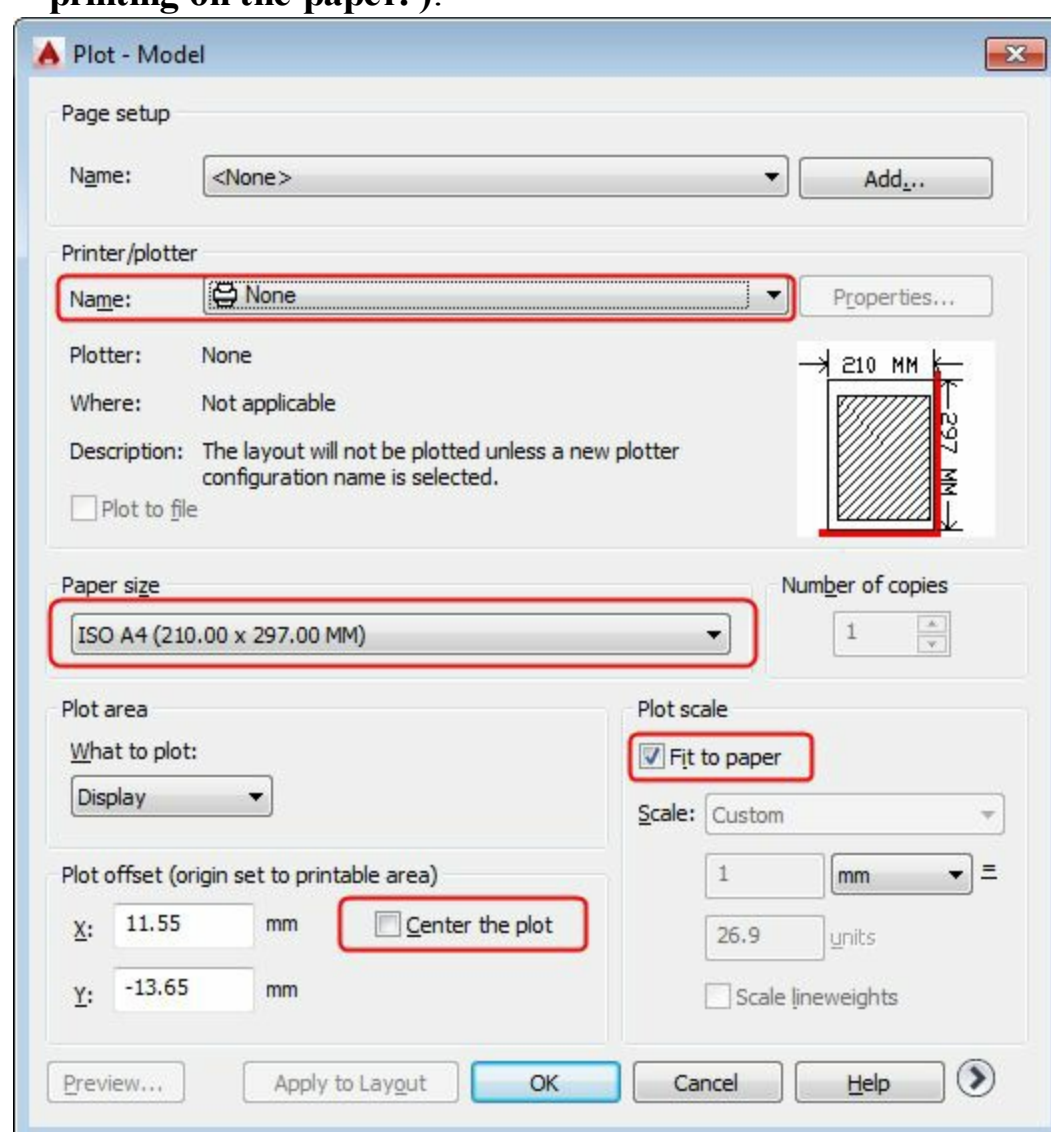 printing on the paper. ).
Plot - Model
Page setup
Name: <None> Add...
Printer/plotter
Name: None Properties...
Plotter: None
Where: Not applicable
Description: The layout will not be plotted unless a new plotter
configuration name is selected.
Plot to file
210 MM
297 MM
Paper size
ISO A4 (210.00 x 297.00 MM)
Number of copies
1
Plot area
What to plot:
Display
Plot scale
Fit to paper
Scale: Custom
1 mm =
26.9 units
Scale lineweights
Plot offset (origin set to printable area)
X: 11.55 mm Center the plot
Y: -13.65 mm
Preview... Apply to Layout OK Cancel Help